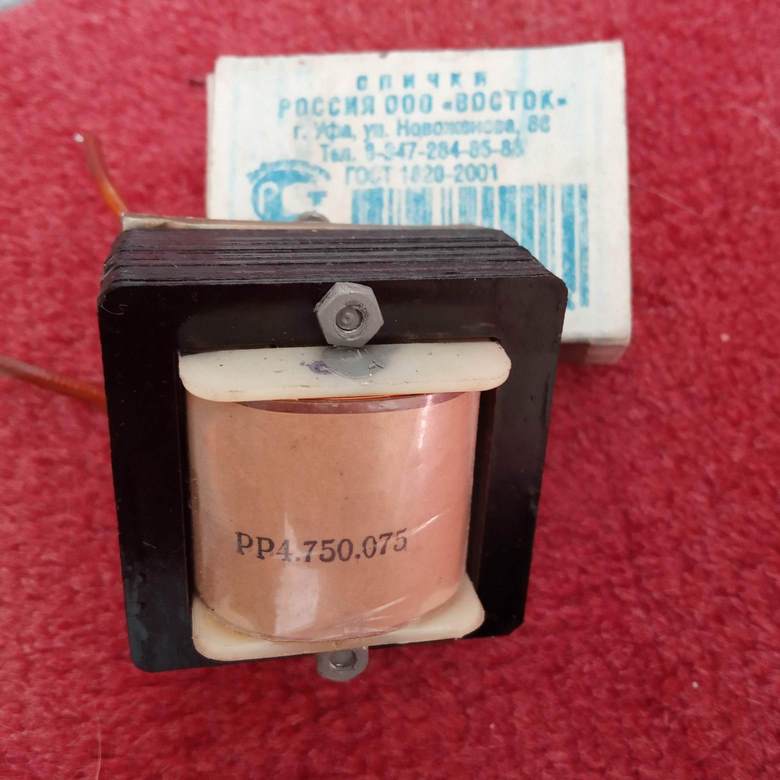 СПИЧКИ
РОССИЯ ООО «ВОСТОК»
г. Уфа, ул. Новоженова, 88
Тел. 8-347-284-85-85
ГОСТ 1820-2001
РР4.750.075